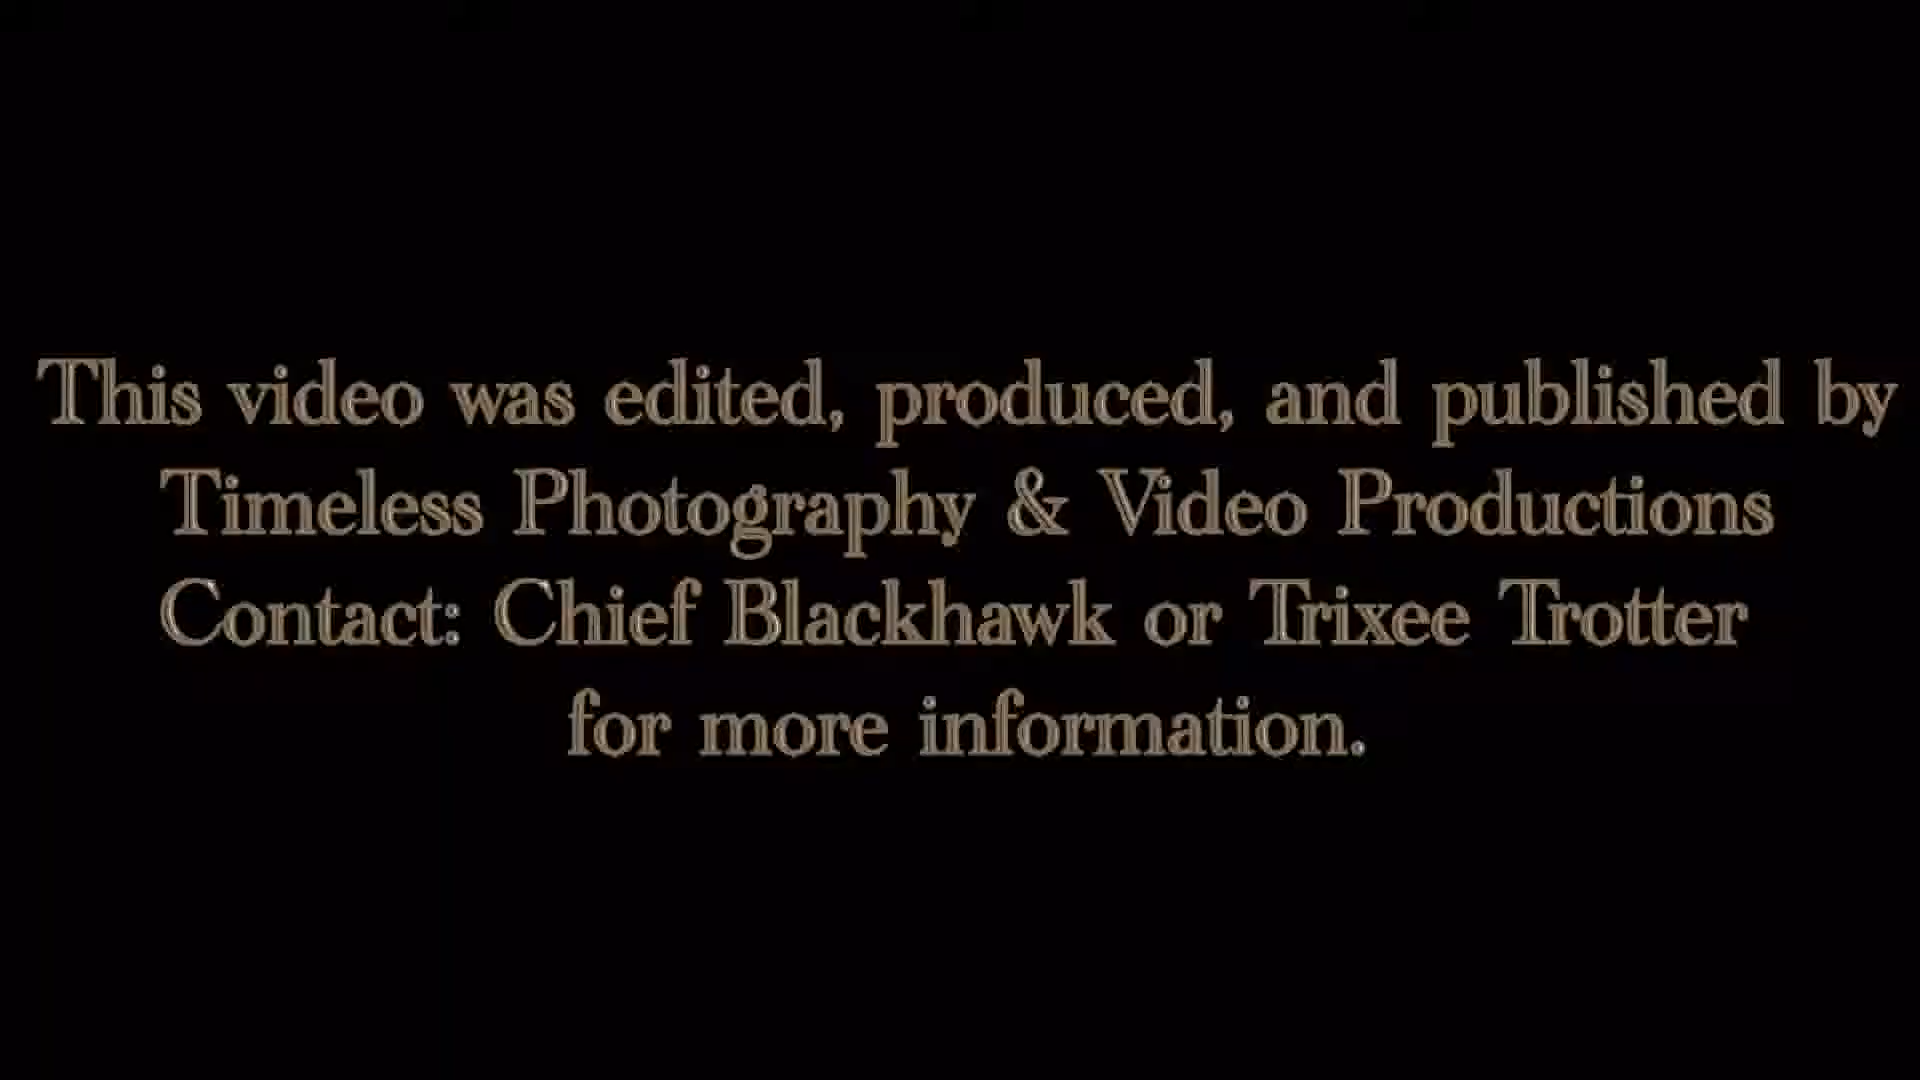 This video was edited, produced, and published by
Timeless Photography & Video Productions
Contact: Chief Blackhawk or Trixee Trotter
for more information.